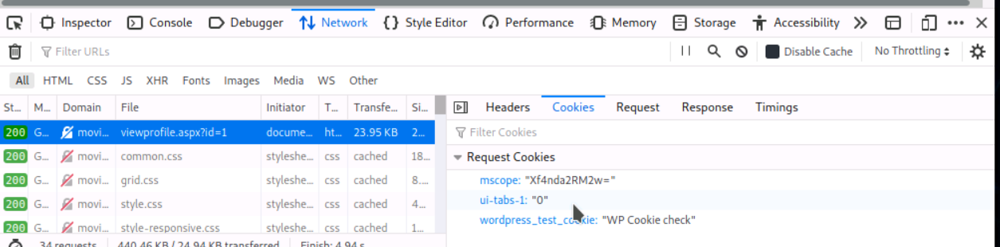 Inspector Console Debugger Network {} Style Editor Performance Memory Storage Accessibility
Filter URLs Disable Cache No Throttling
All HTML CSS JS XHR Fonts Images Media WS Other
St... M... Domain File Initiator T... Transfe... Si...
200 G... movi... viewprofile.aspx?id=1 docume... ht... 23.95 KB 2...
200 G... movi... common.css styleshe... css cached 18...
200 G... movi... grid.css styleshe... css cached 8....
200 G... movi... style.css styleshe... css cached 4...
200 G... movi... style-responsive.css styleshe... css cached 1...
34 requests 440.46 KB / 24.94 KB transferred Finish: 4.94 s
Headers Cookies Request Response Timings
Filter Cookies
Request Cookies
mscope: "Xf4nda2RM2w="
ui-tabs-1: "0"
wordpress_test_cookie: "WP Cookie check"